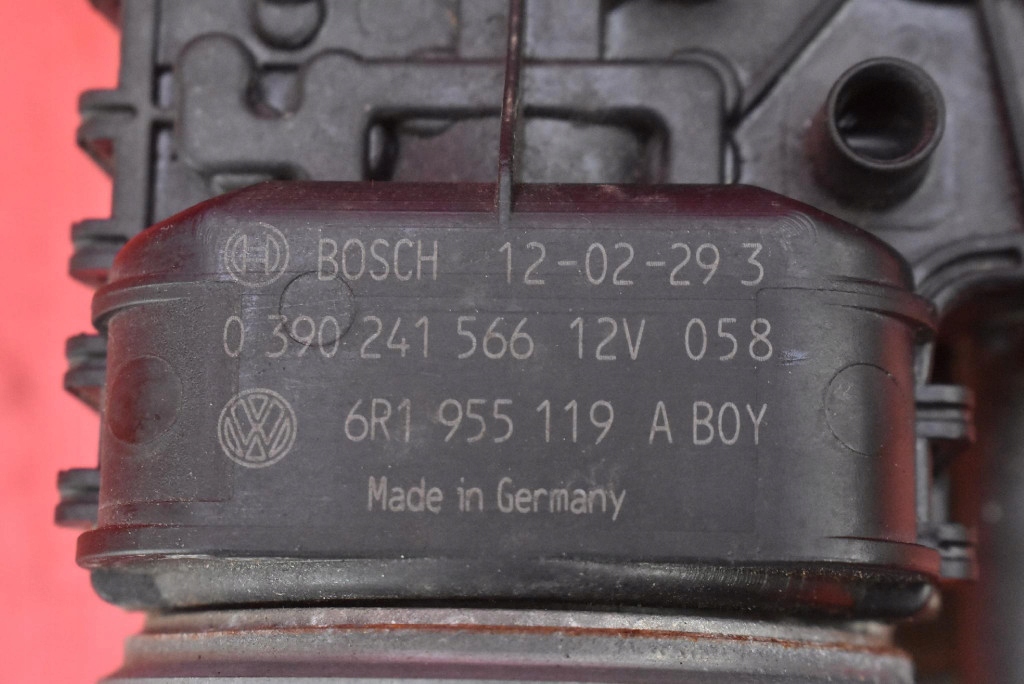 BOSCH 12-02-29 3
0 390 241 566 12V 058
6R1 955 119 A BOY
Made in Germany